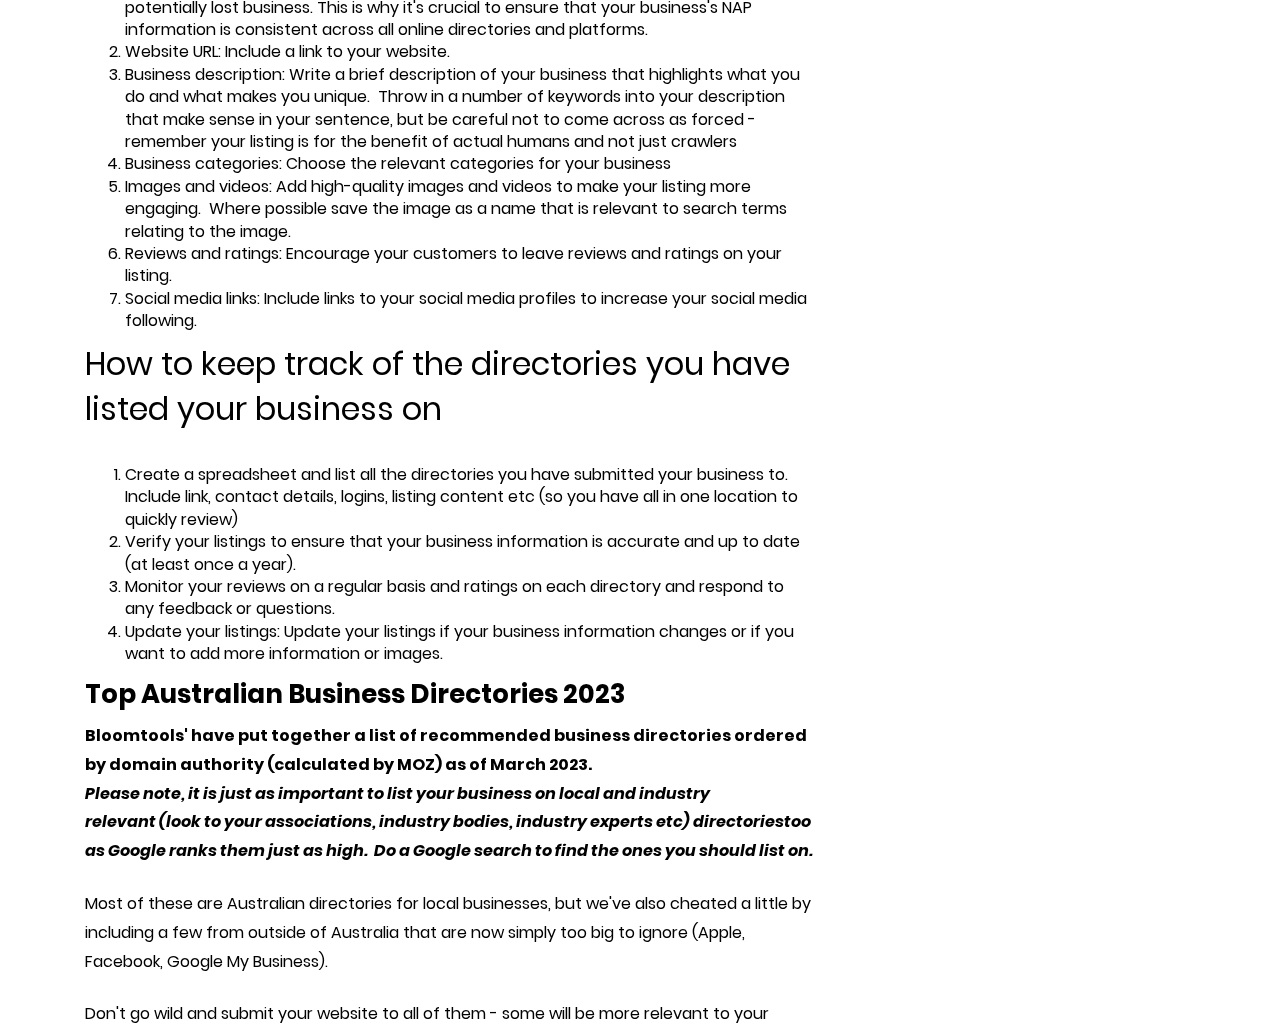 potentially lost business. This is why it's crucial to ensure that your business's NAP
information is consistent across all online directories and platforms.
2. Website URL: Include a link to your website.
3. Business description: Write a brief description of your business that highlights what you
do and what makes you unique.  Throw in a number of keywords into your description
that make sense in your sentence, but be careful not to come across as forced -
remember your listing is for the benefit of actual humans and not just crawlers
4. Business categories: Choose the relevant categories for your business
5. Images and videos: Add high-quality images and videos to make your listing more
engaging.  Where possible save the image as a name that is relevant to search terms
relating to the image.
6. Reviews and ratings: Encourage your customers to leave reviews and ratings on your
listing.
7. Social media links: Include links to your social media profiles to increase your social media
following.
How to keep track of the directories you have
listed your business on
1. Create a spreadsheet and list all the directories you have submitted your business to.
Include link, contact details, logins, listing content etc (so you have all in one location to
quickly review)
2. Verify your listings to ensure that your business information is accurate and up to date
(at least once a year).
3. Monitor your reviews on a regular basis and ratings on each directory and respond to
any feedback or questions.
4. Update your listings: Update your listings if your business information changes or if you
want to add more information or images.
Top Australian Business Directories 2023
Bloomtools' have put together a list of recommended business directories ordered
by domain authority (calculated by MOZ) as of March 2023.
Please note, it is just as important to list your business on local and industry
relevant (look to your associations, industry bodies, industry experts etc) directoriestoo
as Google ranks them just as high.  Do a Google search to find the ones you should list on.
Most of these are Australian directories for local businesses, but we've also cheated a little by
including a few from outside of Australia that are now simply too big to ignore (Apple,
Facebook, Google My Business).
Don't go wild and submit your website to all of them - some will be more relevant to your